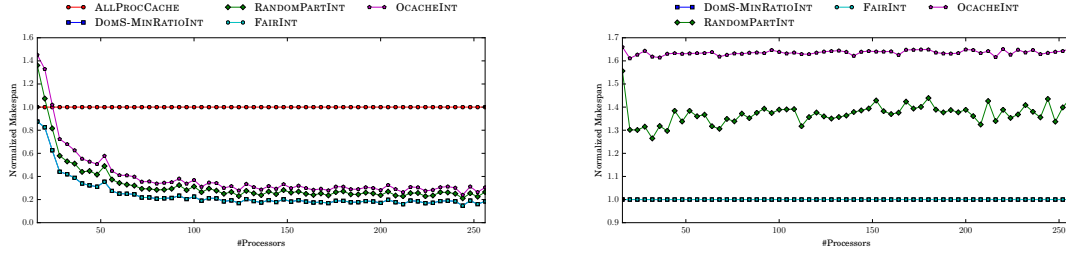 ALLPROCCACHE
RANDOMPARTINT
OCACHEINT
DOMS-MINRATIOINT
FAIRINT
Normalized Makespan
1.6
1.4
1.2
1.0
0.8
0.6
0.4
0.2
0.0
50
100
150
200
250
#Processors
DOMS-MINRATIOINT
FAIRINT
OCACHEINT
RANDOMPARTINT
Normalized Makespan
1.7
1.6
1.5
1.4
1.3
1.2
1.1
1.0
0.9
50
100
150
200
250
#Processors